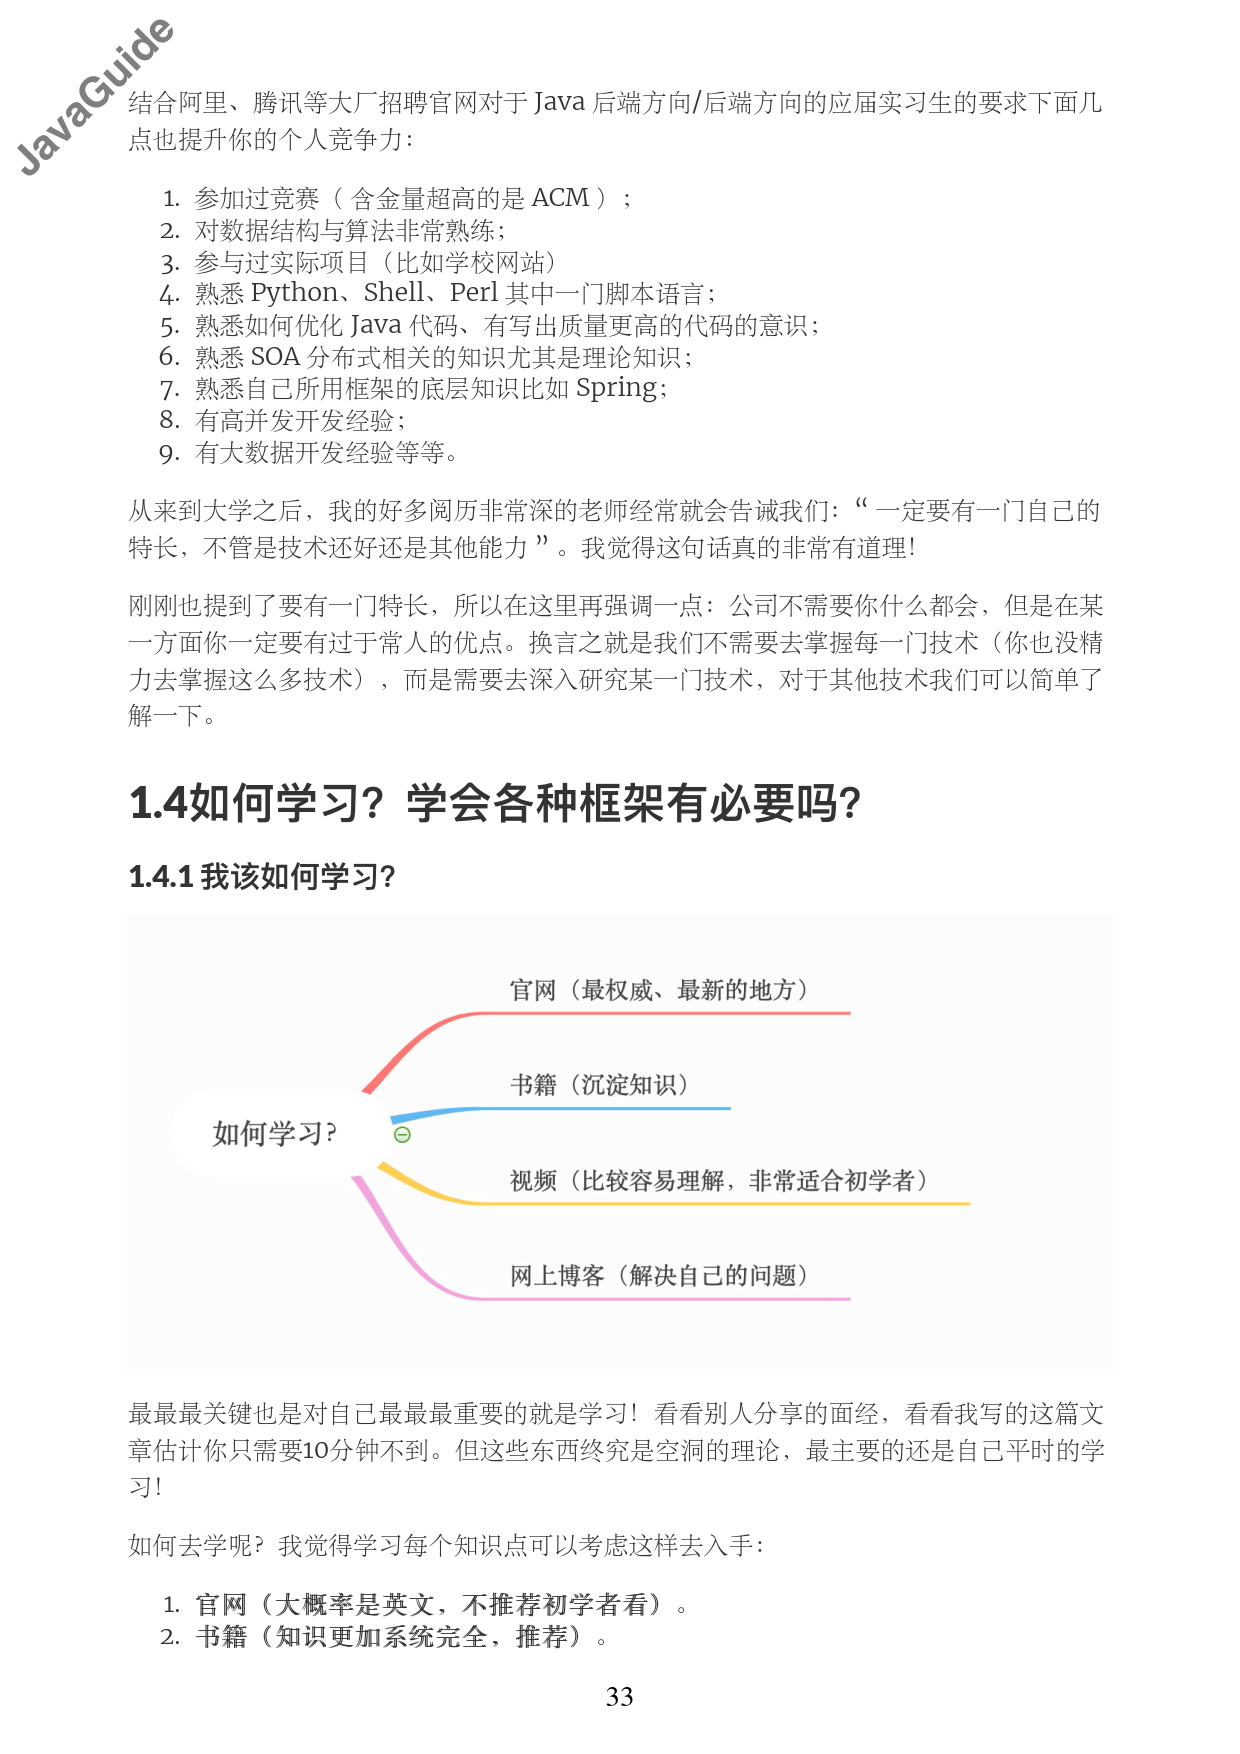 JavaGuide
结合阿里、腾讯等大厂招聘官网对于 Java 后端方向/后端方向的应届实习生的要求下面几
点也提升你的个人竞争力：
1. 参加过竞赛（ 含金量超高的是 ACM ）；
2. 对数据结构与算法非常熟练；
3. 参与过实际项目（比如学校网站）
4. 熟悉 Python、Shell、Perl 其中一门脚本语言；
5. 熟悉如何优化 Java 代码、有写出质量更高的代码的意识；
6. 熟悉 SOA 分布式相关的知识尤其是理论知识；
7. 熟悉自己所用框架的底层知识比如 Spring；
8. 有高并发开发经验；
9. 有大数据开发经验等等。
从来到大学之后，我的好多阅历非常深的老师经常就会告诫我们：“ 一定要有一门自己的
特长，不管是技术还好还是其他能力 ” 。我觉得这句话真的非常有道理！
刚刚也提到了要有一门特长，所以在这里再强调一点：公司不需要你什么都会，但是在某
一方面你一定要有过于常人的优点。换言之就是我们不需要去掌握每一门技术（你也没精
力去掌握这么多技术），而是需要去深入研究某一门技术，对于其他技术我们可以简单了
解一下。
1.4如何学习？学会各种框架有必要吗？
1.4.1 我该如何学习？
官网（最权威、最新的地方）
书籍（沉淀知识）
如何学习？
视频（比较容易理解，非常适合初学者）
网上博客（解决自己的问题）
最最最关键也是对自己最最最重要的就是学习！看看别人分享的面经，看看我写的这篇文
章估计你只需要10分钟不到。但这些东西终究是空洞的理论，最主要的还是自己平时的学
习！
如何去学呢？我觉得学习每个知识点可以考虑这样去入手：
1. 官网（大概率是英文，不推荐初学者看）。
2. 书籍（知识更加系统完全，推荐）。
33